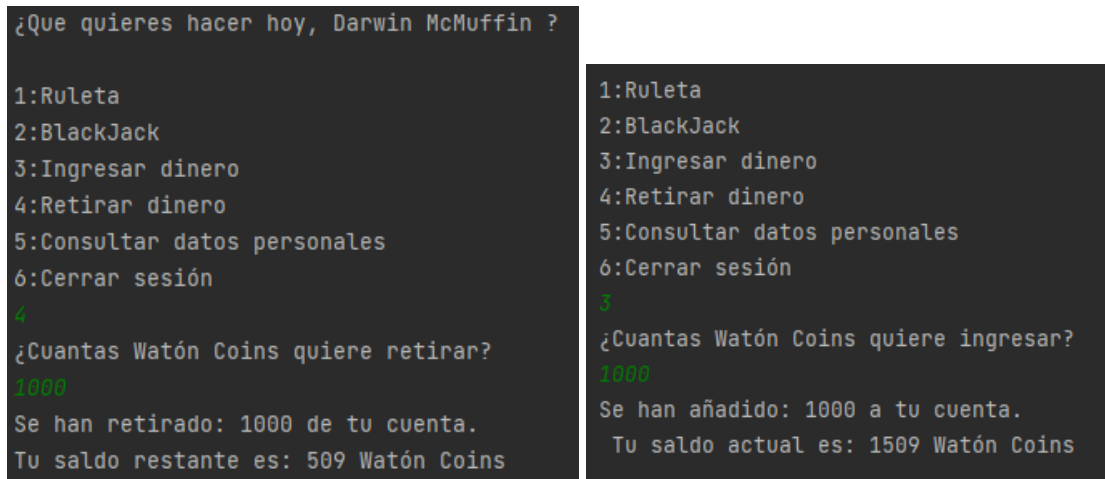 ¿Que quieres hacer hoy, Darwin McMuffin ?
1:Ruleta
2:BlackJack
3:Ingresar dinero
4:Retirar dinero
5:Consultar datos personales
6:Cerrar sesión
4
¿Cuantas Watón Coins quiere retirar?
1000
Se han retirado: 1000 de tu cuenta.
Tu saldo restante es: 509 Watón Coins
1:Ruleta
2:BlackJack
3:Ingresar dinero
4:Retirar dinero
5:Consultar datos personales
6:Cerrar sesión
3
¿Cuantas Watón Coins quiere ingresar?
1000
Se han añadido: 1000 a tu cuenta.
Tu saldo actual es: 1509 Watón Coins